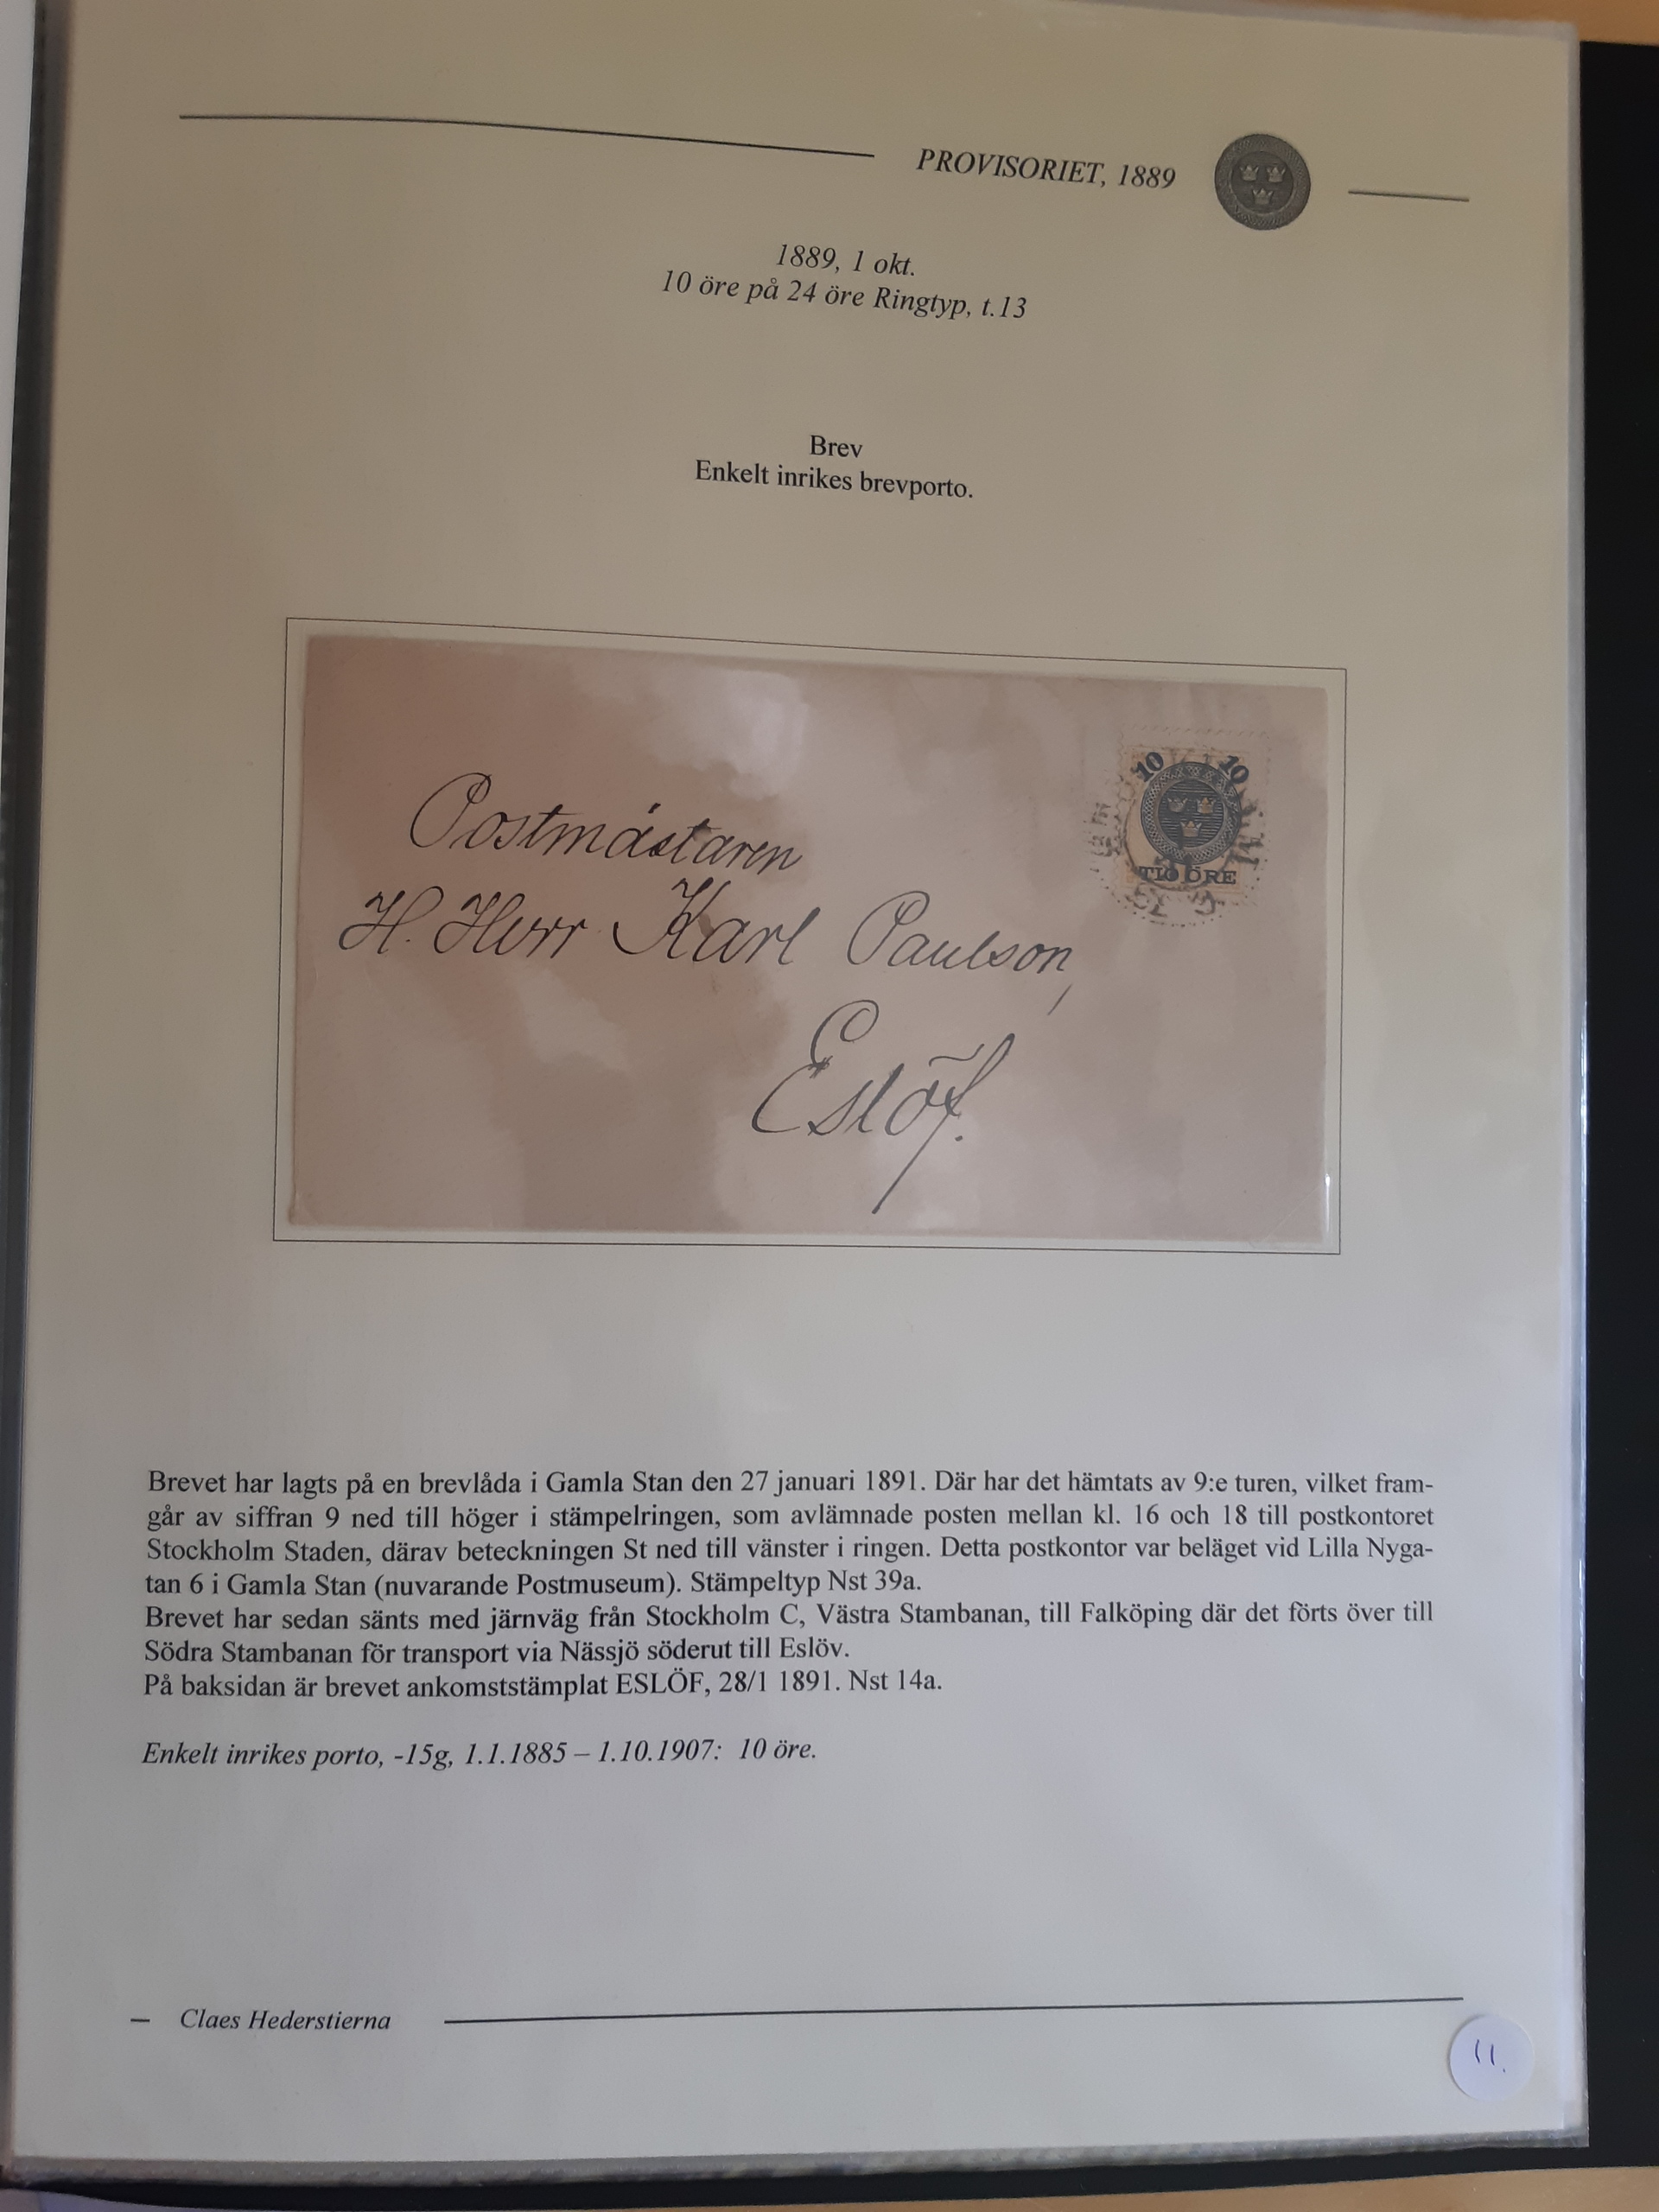 PROVISORIET, 1889
1889, 1 okt.
10 öre på 24 öre Ringtyp, t.13
Brev
Enkelt inrikes brevporto.
10 10
TIO ÖRE
Postmästaren
H. Herr Karl Paulson,
Eslöf.
Brevet har lagts på en brevlåda i Gamla Stan den 27 januari 1891. Där har det hämtats av 9:e turen, vilket fram-
går av siffran 9 ned till höger i stämpelringen, som avlämnade posten mellan kl. 16 och 18 till postkontoret
Stockholm Staden, därav beteckningen St ned till vänster i ringen. Detta postkontor var beläget vid Lilla Nyga-
tan 6 i Gamla Stan (nuvarande Postmuseum). Stämpeltyp Nst 39a.
Brevet har sedan sänts med järnväg från Stockholm C, Västra Stambanan, till Falköping där det förts över till
Södra Stambanan för transport via Nässjö söderut till Eslöv.
På baksidan är brevet ankomststämplat ESLÖF, 28/1 1891. Nst 14a.
Enkelt inrikes porto, -15g, 1.1.1885 – 1.10.1907: 10 öre.
Claes Hederstierna
11.